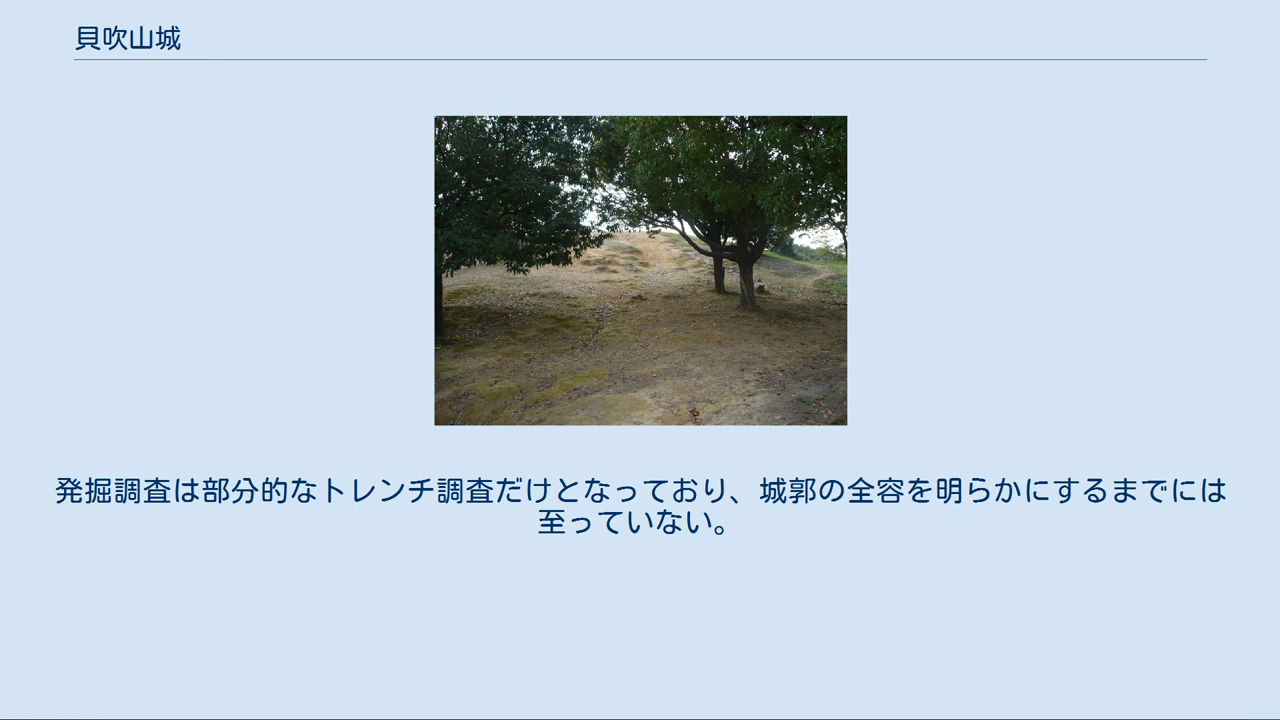 貝吹山城
発掘調査は部分的なトレンチ調査だけとなっており、城郭の全容を明らかにするまでには
至っていない。